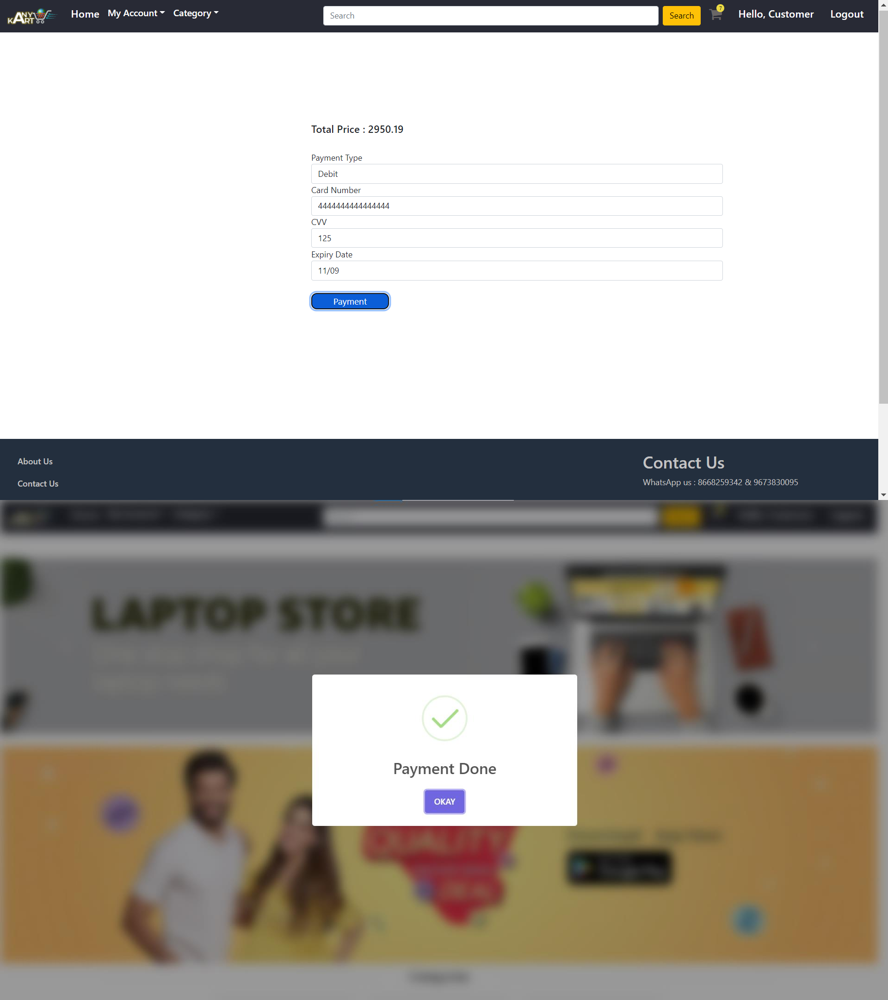 ANY
KART
Home My Account Category Search Search 7 Hello, Customer Logout
Total Price : 2950.19
Payment Type
Debit
Card Number
4444444444444444
CVV
125
Expiry Date
11/09
Payment
About Us
Contact Us
Contact Us
WhatsApp us : 8668259342 & 9673830095
LAPTOP STORE
Payment Done
OKAY
QUALITY